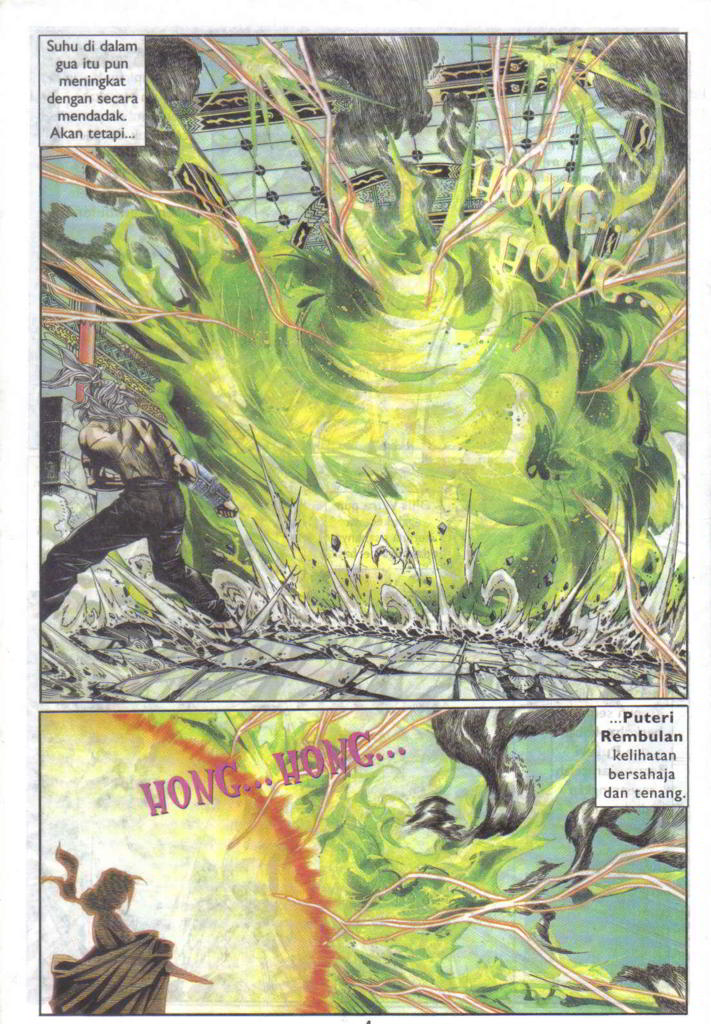 Suhu di dalam
gua itu pun
meningkat
dengan secara
mendadak.
Akan tetapi...
HONG...
HONG...
HONG...HONG...
...Puteri
Rembulan
kelihatan
bersahaja
dan tenang.